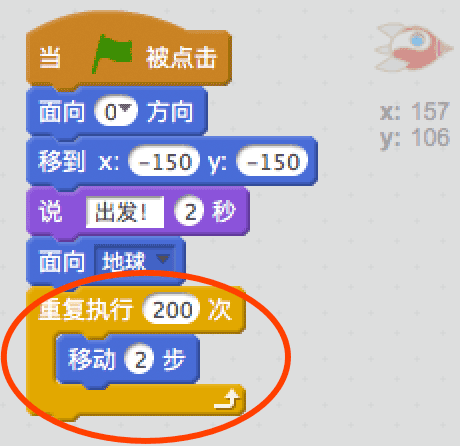 当 被点击
面向 0 方向
移到 x: -150 y: -150
说 出发! 2 秒
面向 地球
重复执行 200 次
移动 2 步
x: 157
y: 106